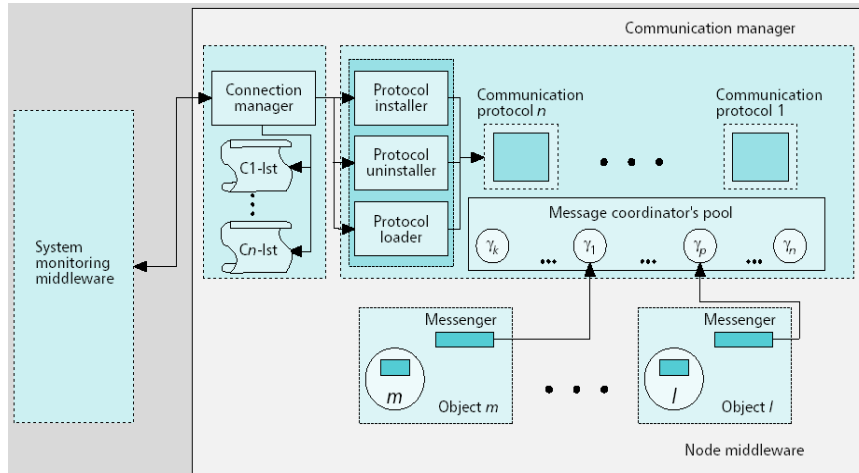 Communication manager
Connection
manager
Protocol
installer
Communication
protocol n
Communication
protocol 1
C1-lst
Protocol
uninstaller
Cn-lst
Protocol
loader
Message coordinator's pool
γk
γ1
γp
γn
System
monitoring
middleware
Messenger
m
Object m
Messenger
l
Object l
Node middleware